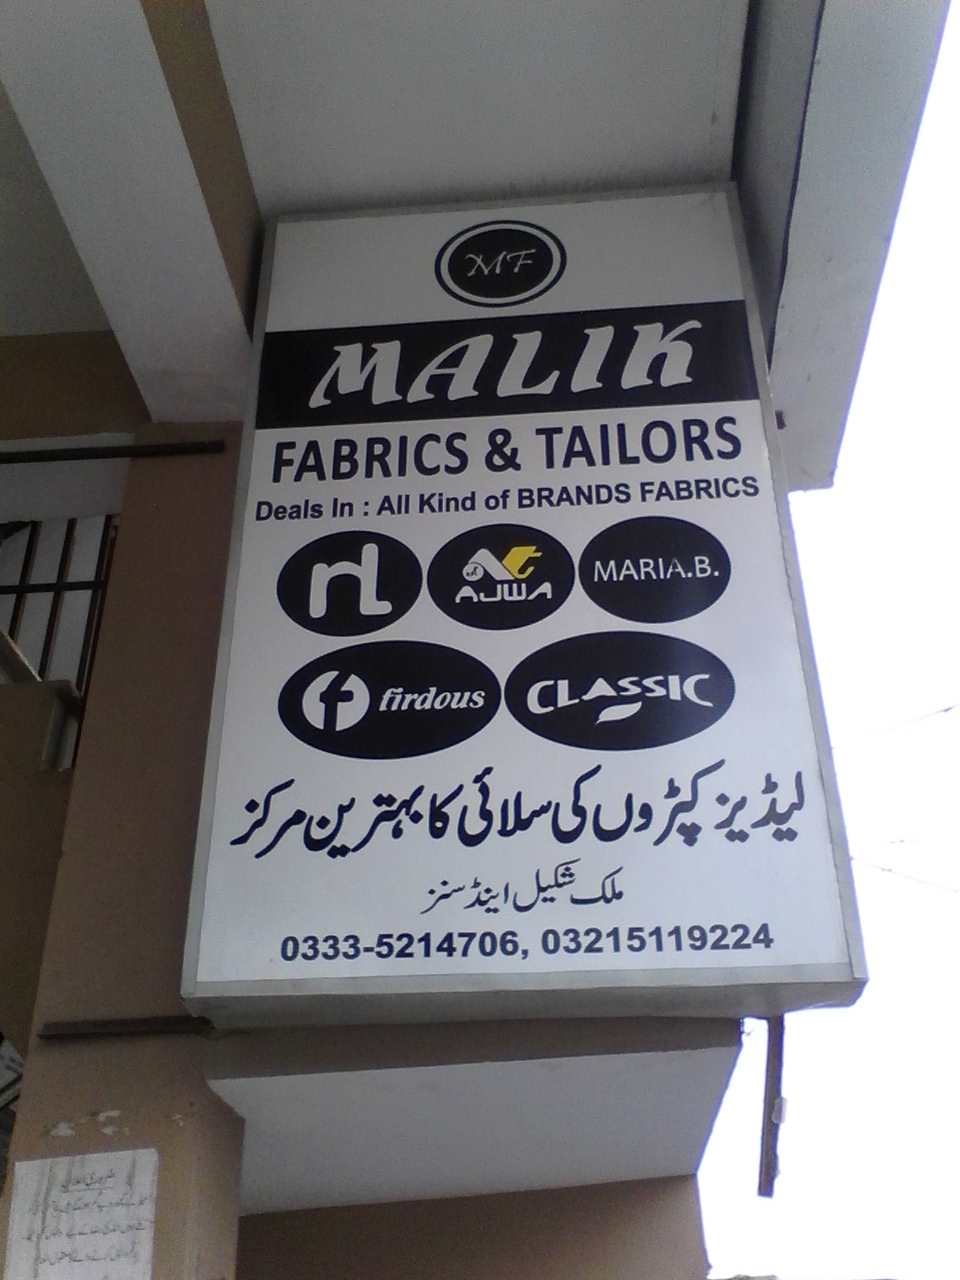 MF
MALIK
FABRICS & TAILORS
Deals In : All Kind of BRANDS FABRICS
nl AJWA MARIA.B.
f firdous CLASSIC
لیڈیز کپڑوں کی سلائی کا بہترین مرکز
ملک شکیل اینڈ سنز
0333-5214706, 03215119224